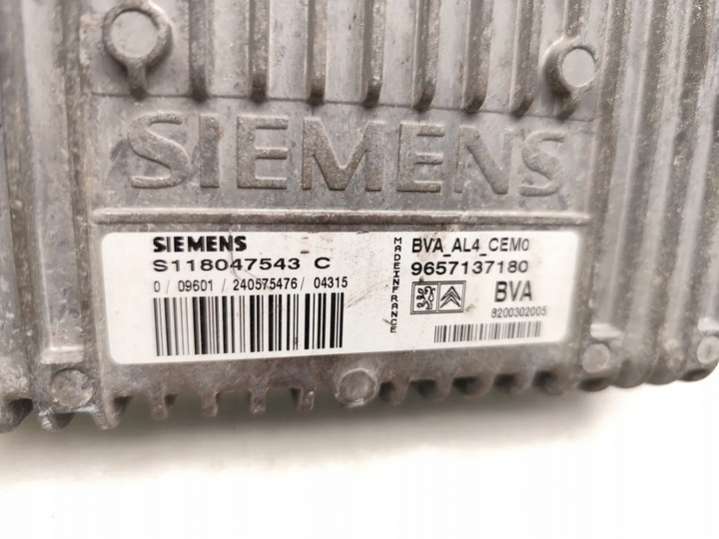 SIEMENS
SIEMENS
S118047543 C
0 / 09601 / 240575476 / 04315
MADE IN FRANCE
BVA_AL4_CEM0
9657137180
BVA
8200302005